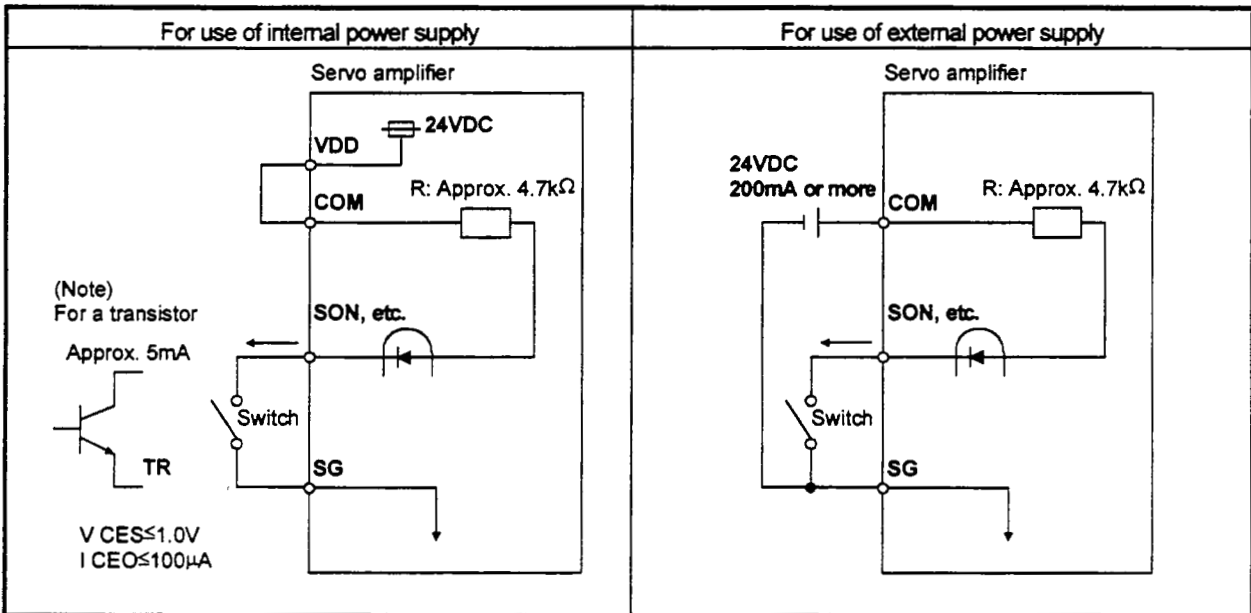 For use of internal power supply
Servo amplifier
VDD
24VDC
COM
R: Approx. 4.7kΩ
(Note)
For a transistor
Approx. 5mA
SON, etc.
Switch
TR
SG
V CES≤1.0V
I CEO≤100μA
For use of external power supply
Servo amplifier
24VDC
200mA or more
COM
R: Approx. 4.7kΩ
SON, etc.
Switch
SG